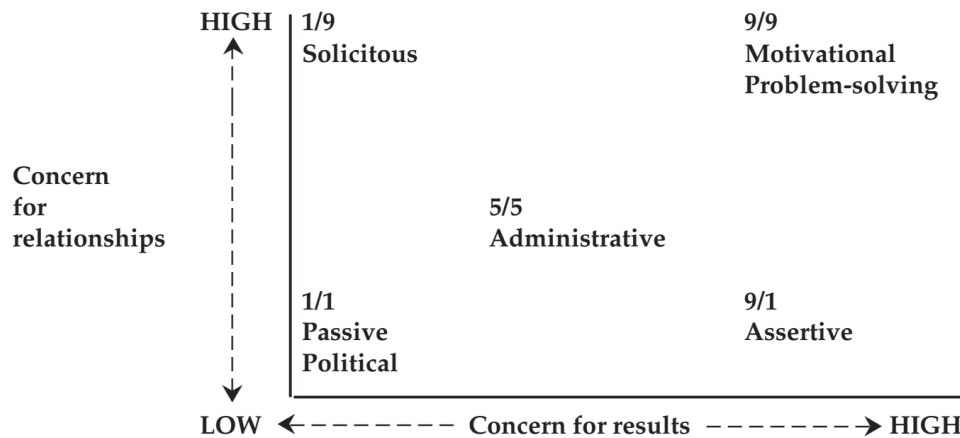 HIGH
1/9
Solicitous
9/9
Motivational
Problem-solving
Concern
for
relationships
5/5
Administrative
1/1
Passive
Political
9/1
Assertive
LOW
Concern for results
HIGH